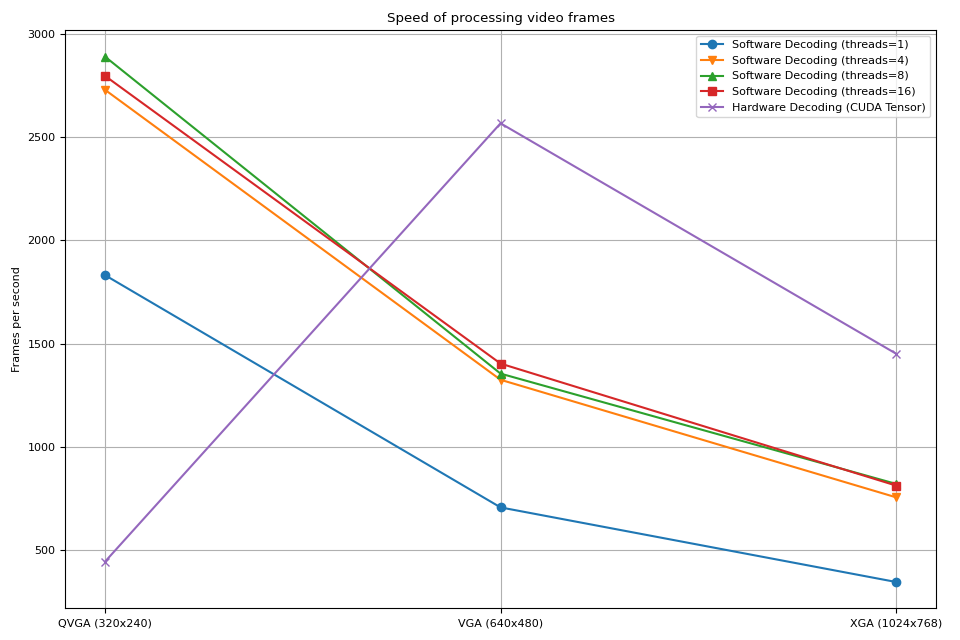 Speed of processing video frames
Software Decoding (threads=1)
Software Decoding (threads=4)
Software Decoding (threads=8)
Software Decoding (threads=16)
Hardware Decoding (CUDA Tensor)
Frames per second
3000
2500
2000
1500
1000
500
QVGA (320x240)
VGA (640x480)
XGA (1024x768)